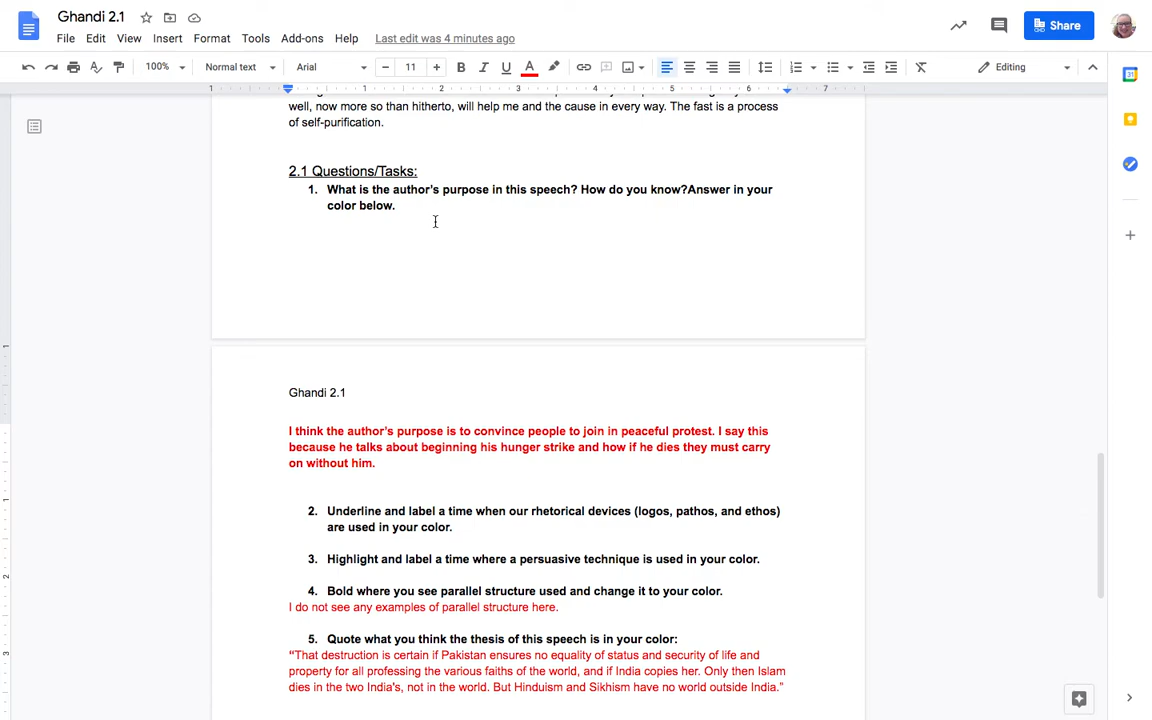 Ghandi 2.1
File Edit View Insert Format Tools Add-ons Help Last edit was 4 minutes ago
Share
100% Normal text Arial 11 Editing
1 1 2 3 4 5 6 7
well, now more so than hitherto, will help me and the cause in every way. The fast is a process
of self-purification.
2.1 Questions/Tasks:
1. What is the author's purpose in this speech? How do you know?Answer in your
color below.
Ghandi 2.1
I think the author's purpose is to convince people to join in peaceful protest. I say this
because he talks about beginning his hunger strike and how if he dies they must carry
on without him.
2. Underline and label a time when our rhetorical devices (logos, pathos, and ethos)
are used in your color.
3. Highlight and label a time where a persuasive technique is used in your color.
4. Bold where you see parallel structure used and change it to your color.
I do not see any examples of parallel structure here.
5. Quote what you think the thesis of this speech is in your color:
“That destruction is certain if Pakistan ensures no equality of status and security of life and
property for all professing the various faiths of the world, and if India copies her. Only then Islam
dies in the two India's, not in the world. But Hinduism and Sikhism have no world outside India.”